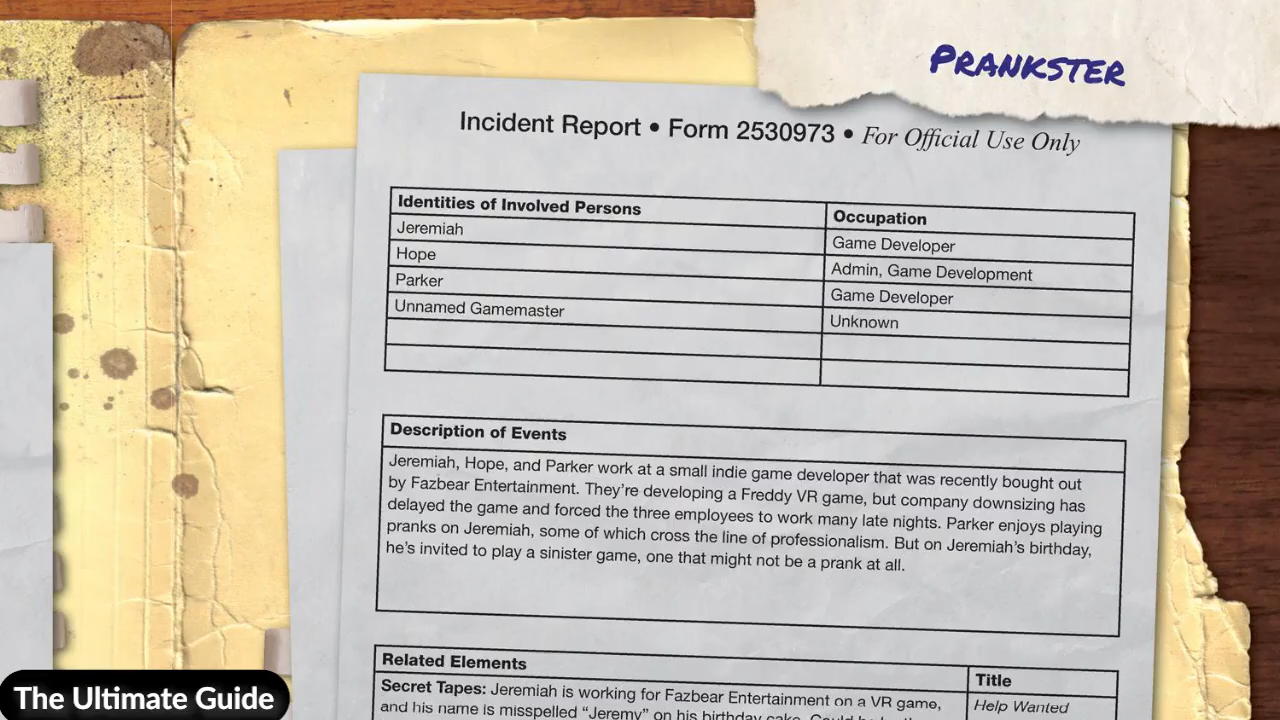 PRANKSTER
Incident Report • Form 2530973 • For Official Use Only
Identities of Involved Persons Occupation
Jeremiah Game Developer
Hope Admin, Game Development
Parker Game Developer
Unnamed Gamemaster Unknown
Description of Events
Jeremiah, Hope, and Parker work at a small indie game developer that was recently bought out
by Fazbear Entertainment. They’re developing a Freddy VR game, but company downsizing has
delayed the game and forced the three employees to work many late nights. Parker enjoys playing
pranks on Jeremiah, some of which cross the line of professionalism. But on Jeremiah’s birthday,
he’s invited to play a sinister game, one that might not be a prank at all.
Related Elements Title
Secret Tapes: Jeremiah is working for Fazbear Entertainment on a VR game, Help Wanted
and his name is misspelled “Jeremy” on his birthday cake. Could
The Ultimate Guide